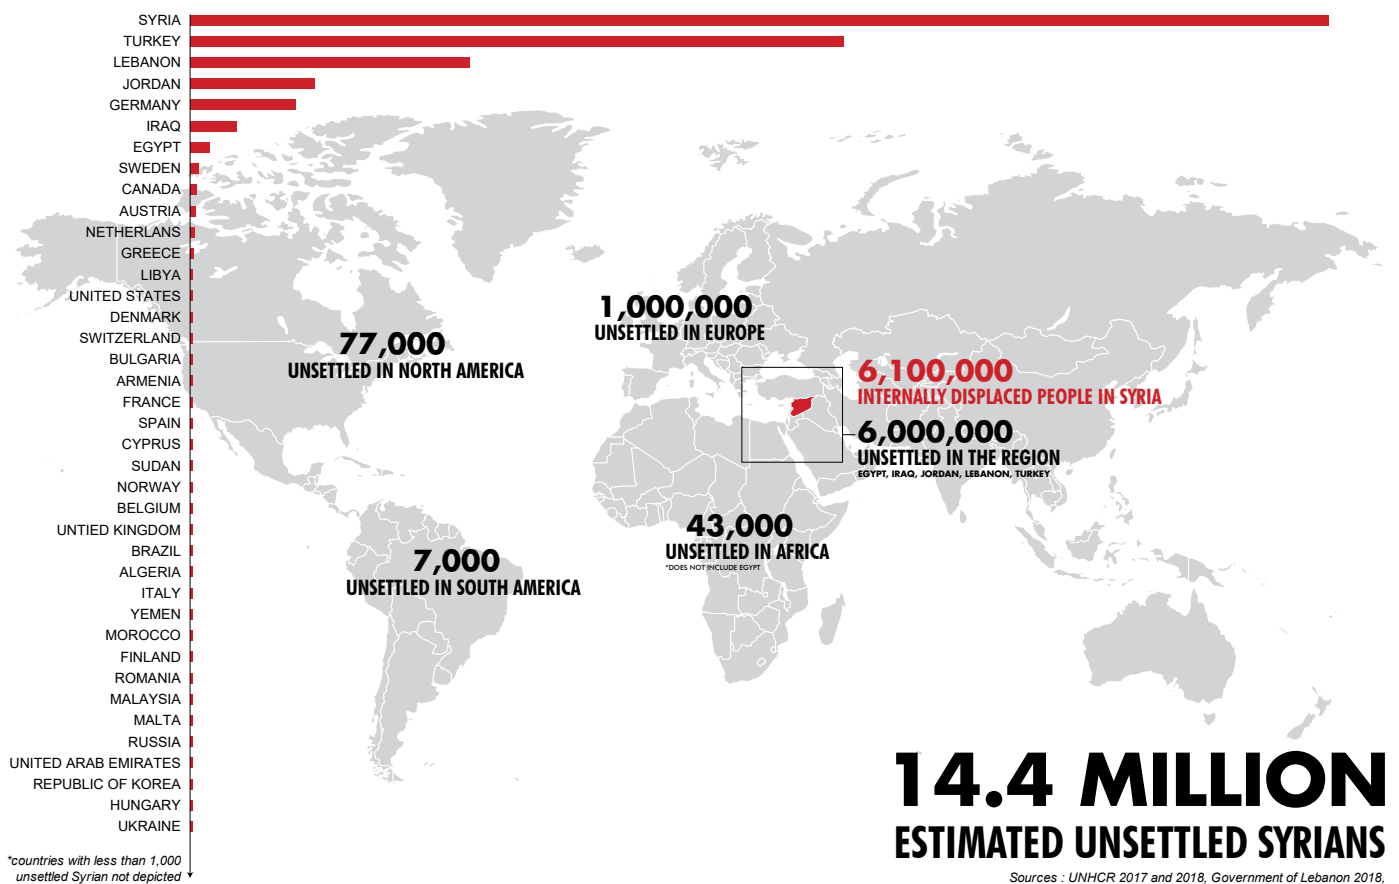 SYRIA
TURKEY
LEBANON
JORDAN
GERMANY
IRAQ
EGYPT
SWEDEN
CANADA
AUSTRIA
NETHERLANS
GREECE
LIBYA
UNITED STATES
DENMARK
SWITZERLAND
BULGARIA
ARMENIA
FRANCE
SPAIN
CYPRUS
SUDAN
NORWAY
BELGIUM
UNTIED KINGDOM
BRAZIL
ALGERIA
ITALY
YEMEN
MOROCCO
FINLAND
ROMANIA
MALAYSIA
MALTA
RUSSIA
UNITED ARAB EMIRATES
REPUBLIC OF KOREA
HUNGARY
UKRAINE
*countries with less than 1,000
unsettled Syrian not depicted
77,000
UNSETTLED IN NORTH AMERICA
1,000,000
UNSETTLED IN EUROPE
6,100,000
INTERNALLY DISPLACED PEOPLE IN SYRIA
6,000,000
UNSETTLED IN THE REGION
EGYPT, IRAQ, JORDAN, LEBANON, TURKEY
43,000
UNSETTLED IN AFRICA
*DOES NOT INCLUDE EGYPT
7,000
UNSETTLED IN SOUTH AMERICA
14.4 MILLION
ESTIMATED UNSETTLED SYRIANS
Sources : UNHCR 2017 and 2018, Government of Lebanon 2018,